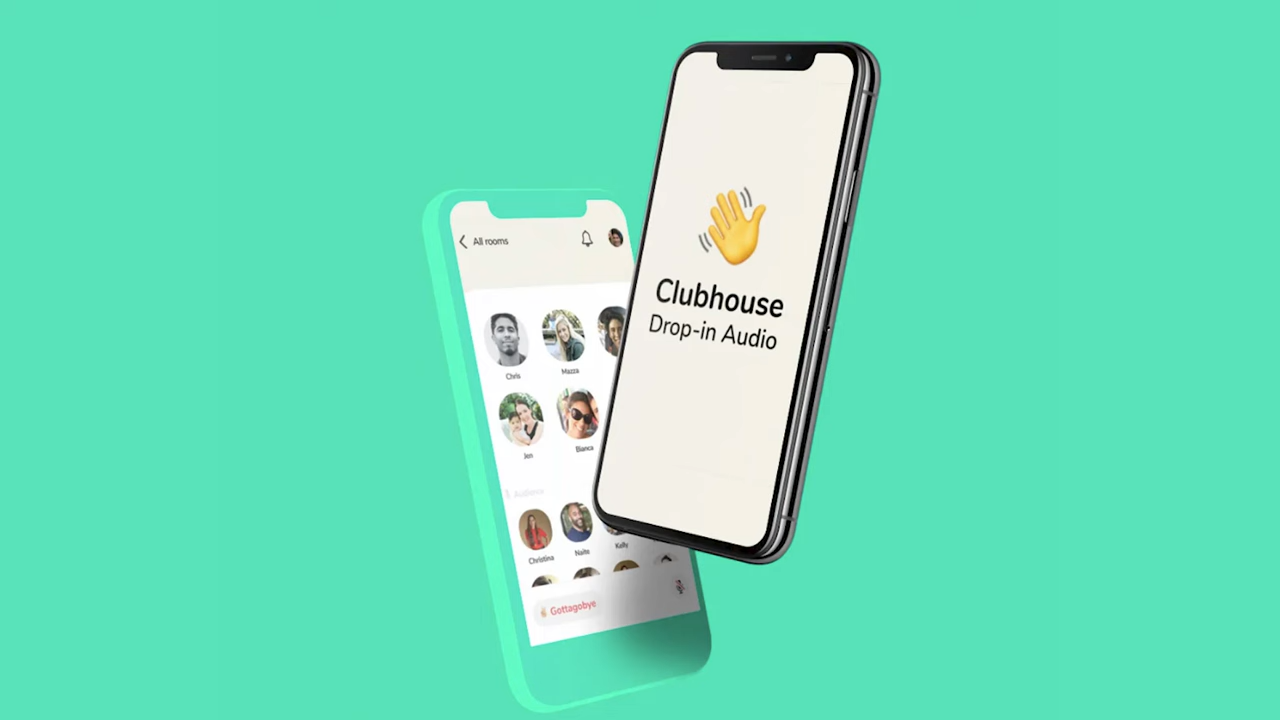 Clubhouse
Drop-in Audio
All rooms
Chris
Mazza
Jen
Bianca
Audience
Christina
Naite
Kelly
✌🏼 Gottagobye